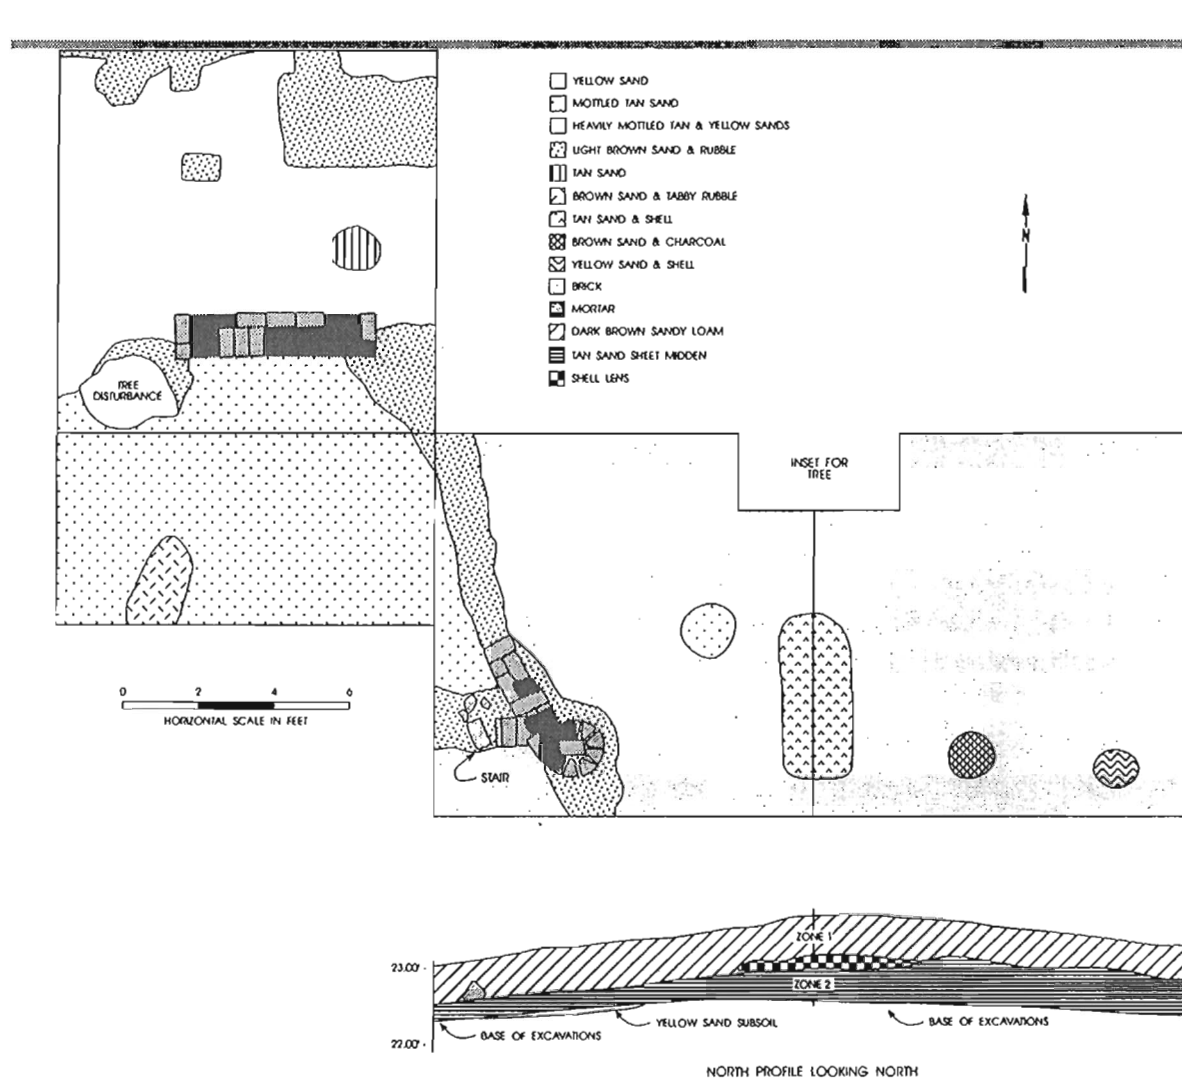 YELLOW SAND
MOTTLED TAN SAND
HEAVILY MOTTLED TAN & YELLOW SANDS
LIGHT BROWN SAND & RUBBLE
TAN SAND
BROWN SAND & TABBY RUBBLE
TAN SAND & SHELL
BROWN SAND & CHARCOAL
YELLOW SAND & SHELL
BRICK
MORTAR
DARK BROWN SANDY LOAM
TAN SAND SHEET MIDDEN
SHELL LENS
N
TREE
DISTURBANCE
INSET FOR
TREE
0 2 4 6
HORIZONTAL SCALE IN FEET
STAIR
ZONE 1
23.00'
ZONE 2
YELLOW SAND SUBSOIL
BASE OF EXCAVATIONS
BASE OF EXCAVATIONS
22.00'
NORTH PROFILE LOOKING NORTH